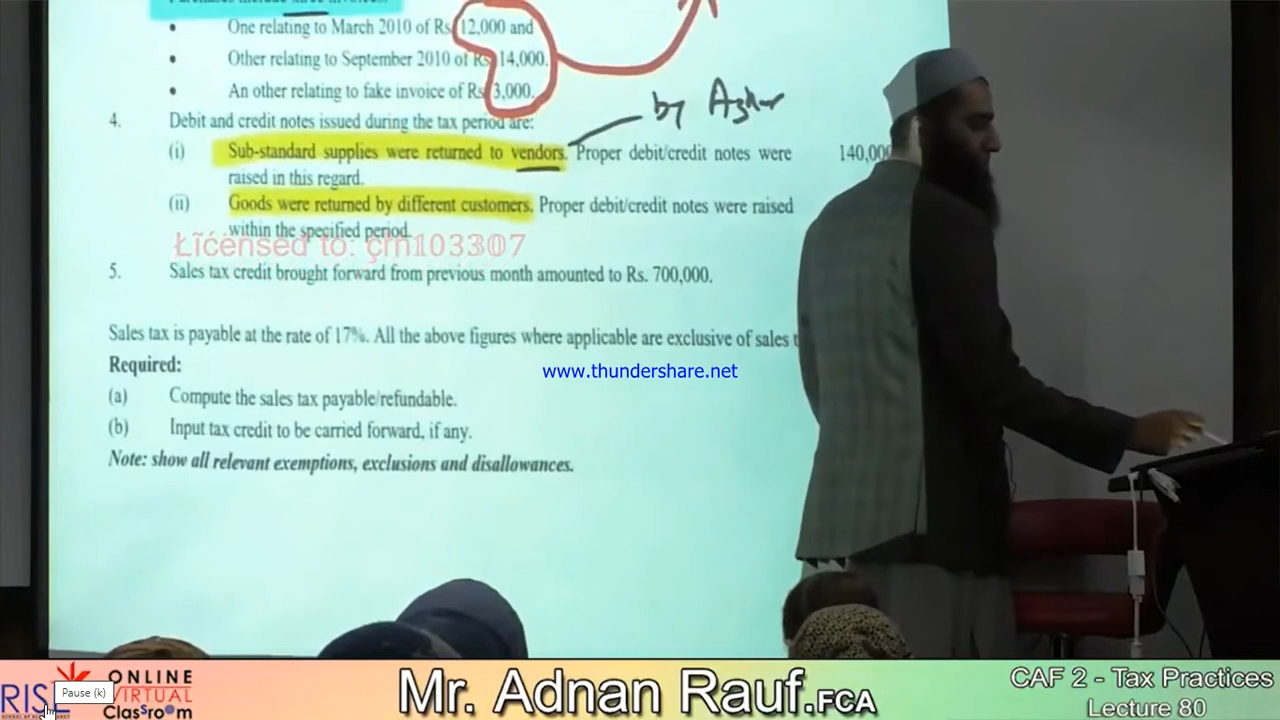 One relating to March 2010 of Rs 12,000 and
Other relating to September 2010 of Rs 14,000.
An other relating to fake invoice of Rs 3,000.
by Azhar
4. Debit and credit notes issued during the tax period are:
(i) Sub-standard supplies were returned to vendors. Proper debit/credit notes were 140,000
raised in this regard.
(ii) Goods were returned by different customers. Proper debit/credit notes were raised
within the specified period.
5. Sales tax credit brought forward from previous month amounted to Rs. 700,000.
Sales tax is payable at the rate of 17%. All the above figures where applicable are exclusive of sales t
Required:
www.thundershare.net
(a) Compute the sales tax payable/refundable.
(b) Input tax credit to be carried forward, if any.
Note: show all relevant exemptions, exclusions and disallowances.
RISE
Pause (k)
ONLINE
VIRTUAL
Classroom
Mr. Adnan Rauf.FCA
CAF 2 - Tax Practices
Lecture 80